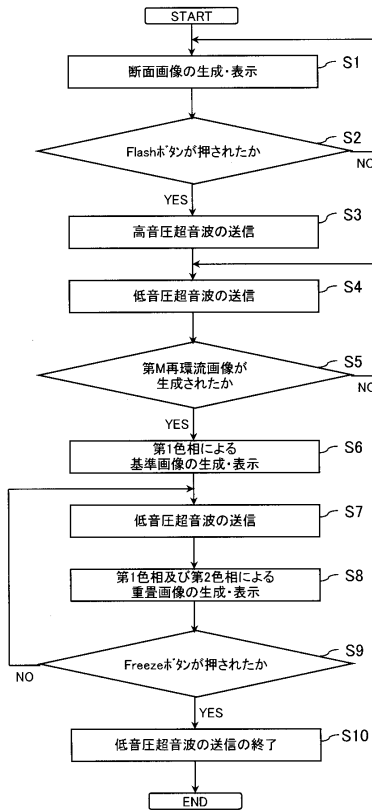 START
断面画像の生成・表示
S1
Flashボタンが押されたか
S2
NO
YES
高音圧超音波の送信
S3
低音圧超音波の送信
S4
第M再環流画像が
生成されたか
S5
NO
YES
第1色相による
基準画像の生成・表示
S6
低音圧超音波の送信
S7
第1色相及び第2色相による
重畳画像の生成・表示
S8
Freezeボタンが押されたか
S9
NO
YES
低音圧超音波の送信の終了
S10
END